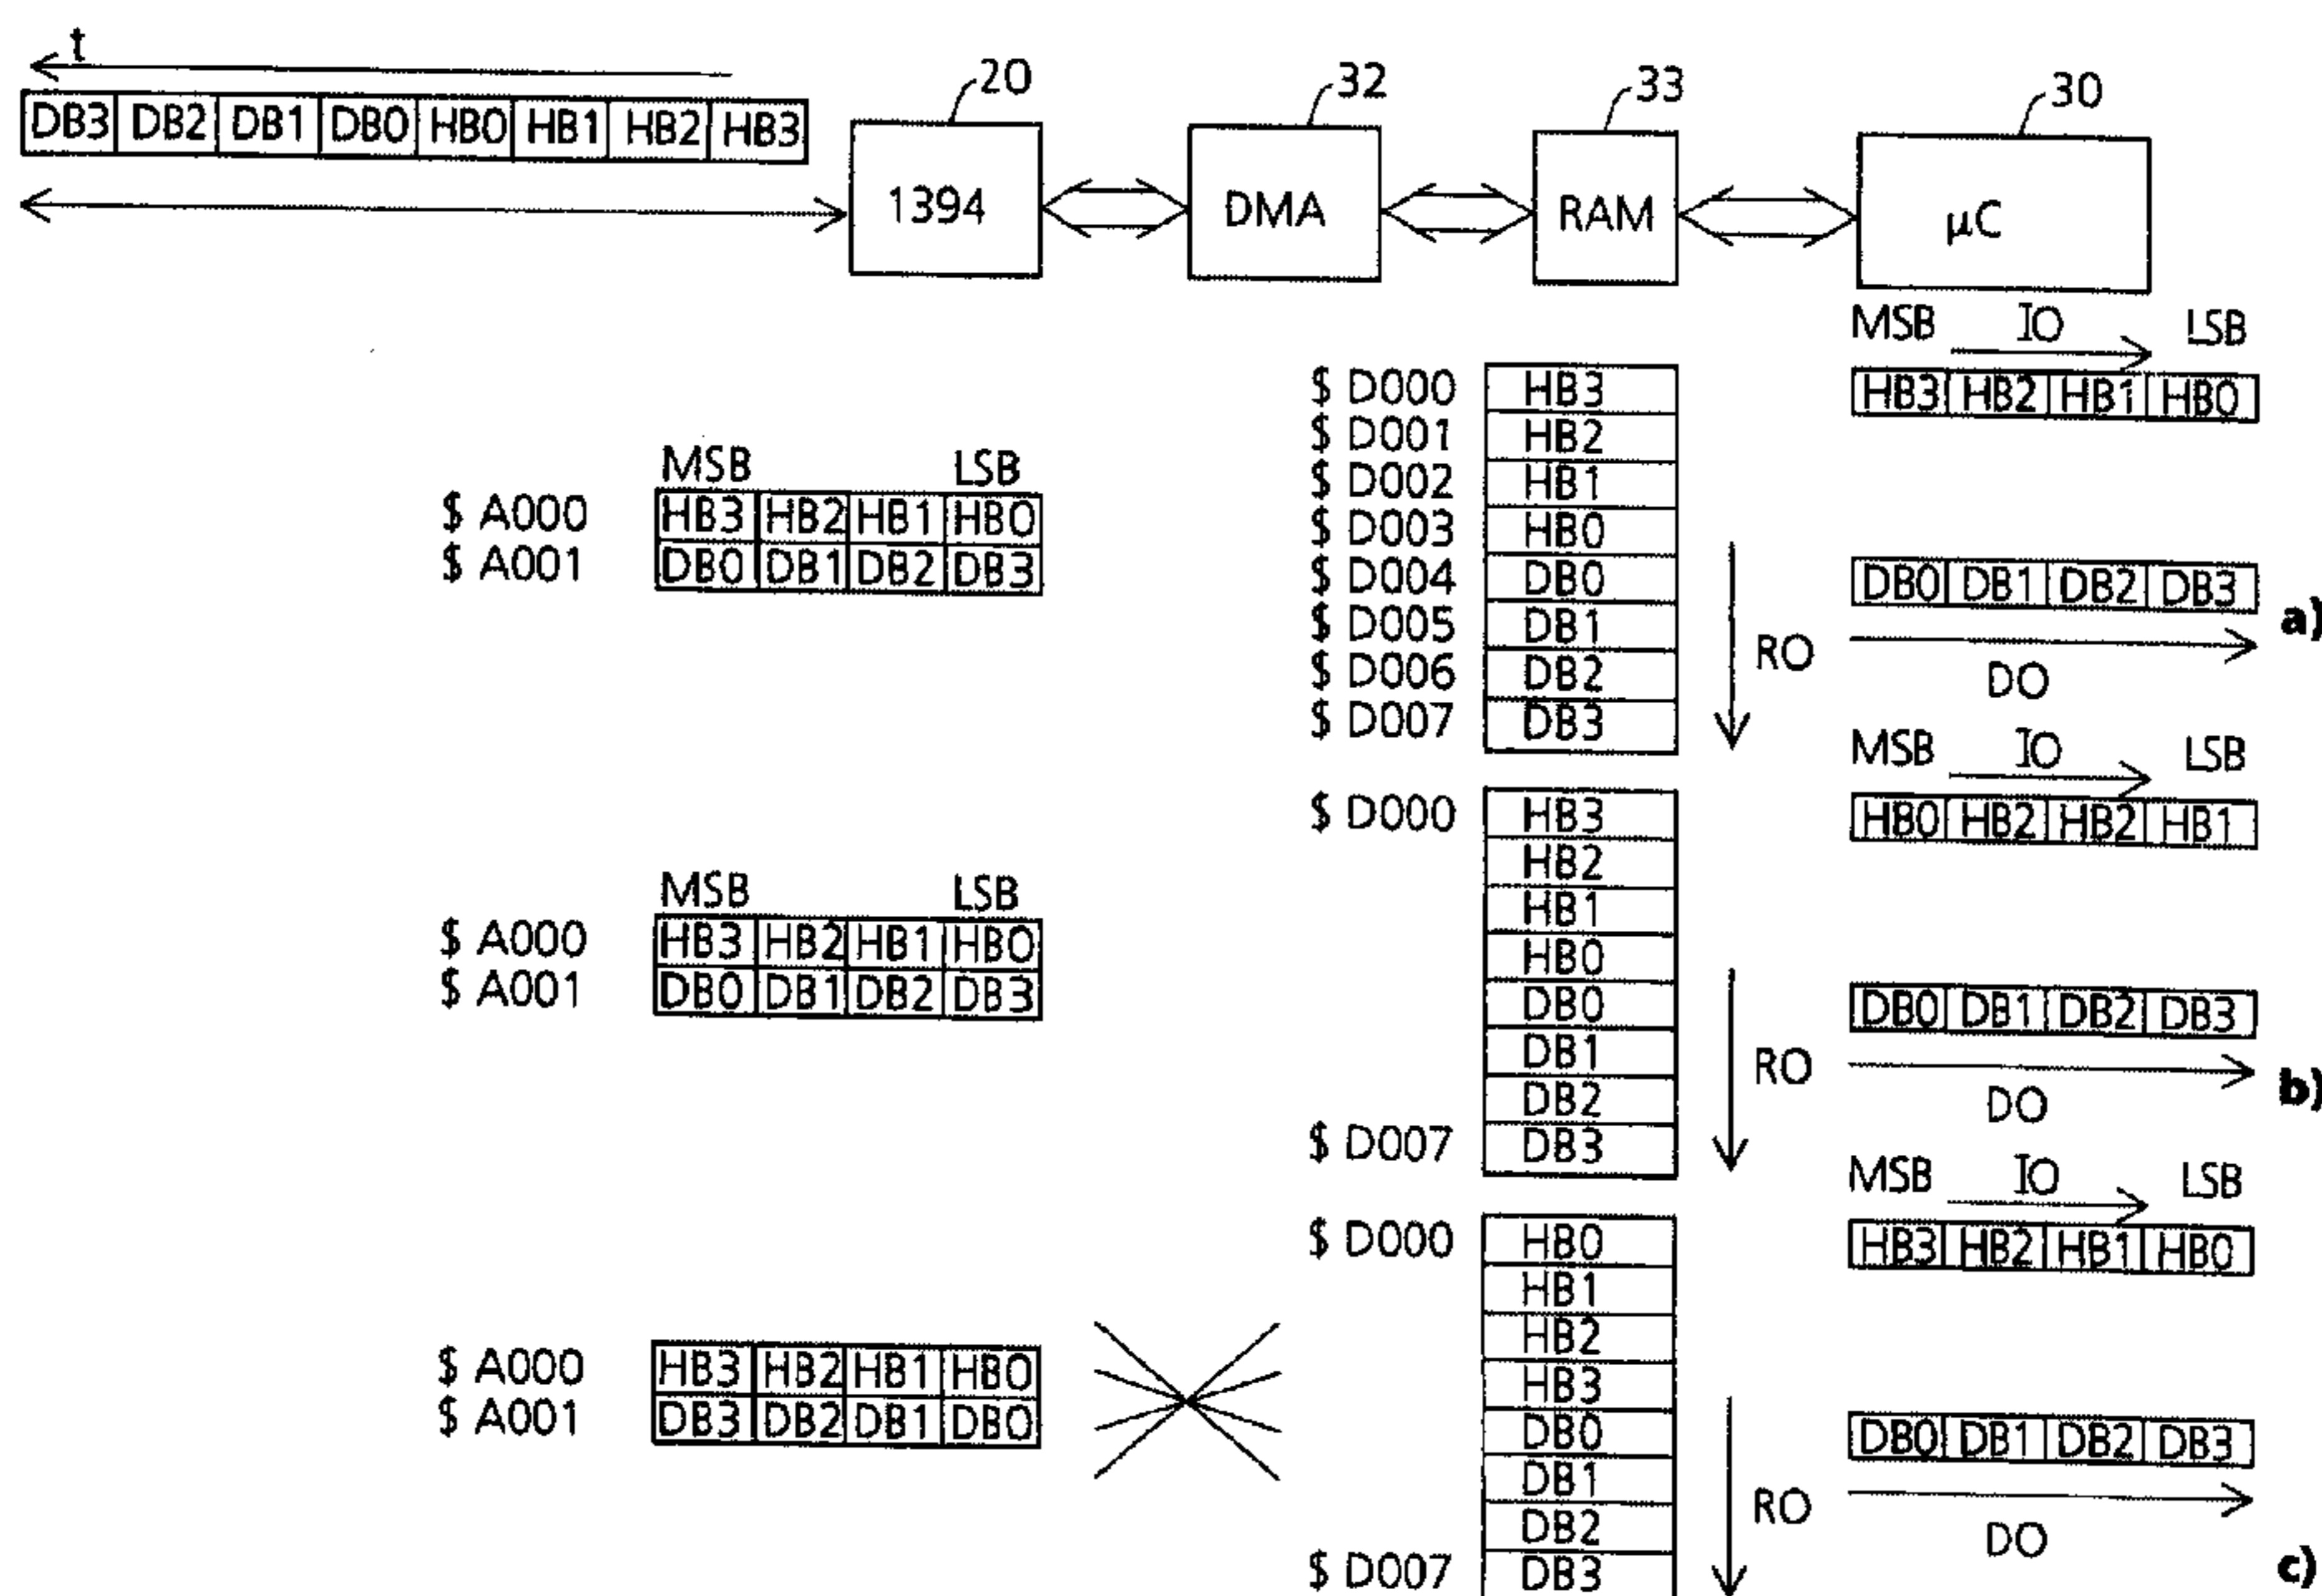 t
DB3 DB2 DB1 DB0 HB0 HB1 HB2 HB3
20
32
33
30
1394
DMA
RAM
μC
MSB IO LSB
HB3 HB2 HB1 HB0
$ D000 HB3
$ D001 HB2
$ D002 HB1
$ D003 HB0
$ D004 DB0
$ D005 DB1
$ D006 DB2
$ D007 DB3
MSB LSB
$ A000 HB3 HB2 HB1 HB0
$ A001 DB0 DB1 DB2 DB3
RO
DB0 DB1 DB2 DB3
DO
a)
MSB IO LSB
HB0 HB2 HB2 HB1
$ D000 HB3
HB2
HB1
HB0
DB0
DB1
DB2
$ D007 DB3
MSB LSB
$ A000 HB3 HB2 HB1 HB0
$ A001 DB0 DB1 DB2 DB3
RO
DB0 DB1 DB2 DB3
DO
b)
MSB IO LSB
HB3 HB2 HB1 HB0
$ D000 HB0
HB1
HB2
HB3
DB0
DB1
DB2
$ D007 DB3
$ A000 HB3 HB2 HB1 HB0
$ A001 DB3 DB2 DB1 DB0
RO
DB0 DB1 DB2 DB3
DO
c)